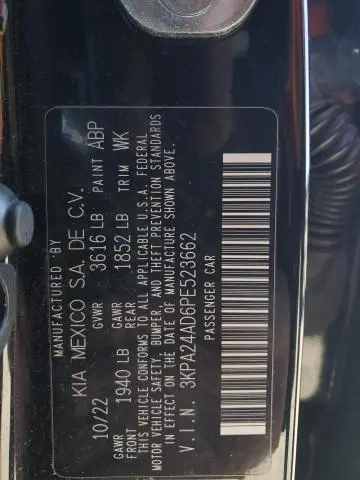 MANUFACTURED BY
KIA MEXICO S.A. DE C.V.
10/22 GVWR 3616 LB PAINT ABP
GAWR FRONT 1940 LB GAWR REAR 1852 LB TRIM WK
THIS VEHICLE CONFORMS TO ALL APPLICABLE U.S.A. FEDERAL
MOTOR VEHICLE SAFETY, BUMPER, AND THEFT PREVENTION STANDARDS
IN EFFECT ON THE DATE OF MANUFACTURE SHOWN ABOVE.
V.I.N. 3KPA24AD6PE523662
PASSENGER CAR